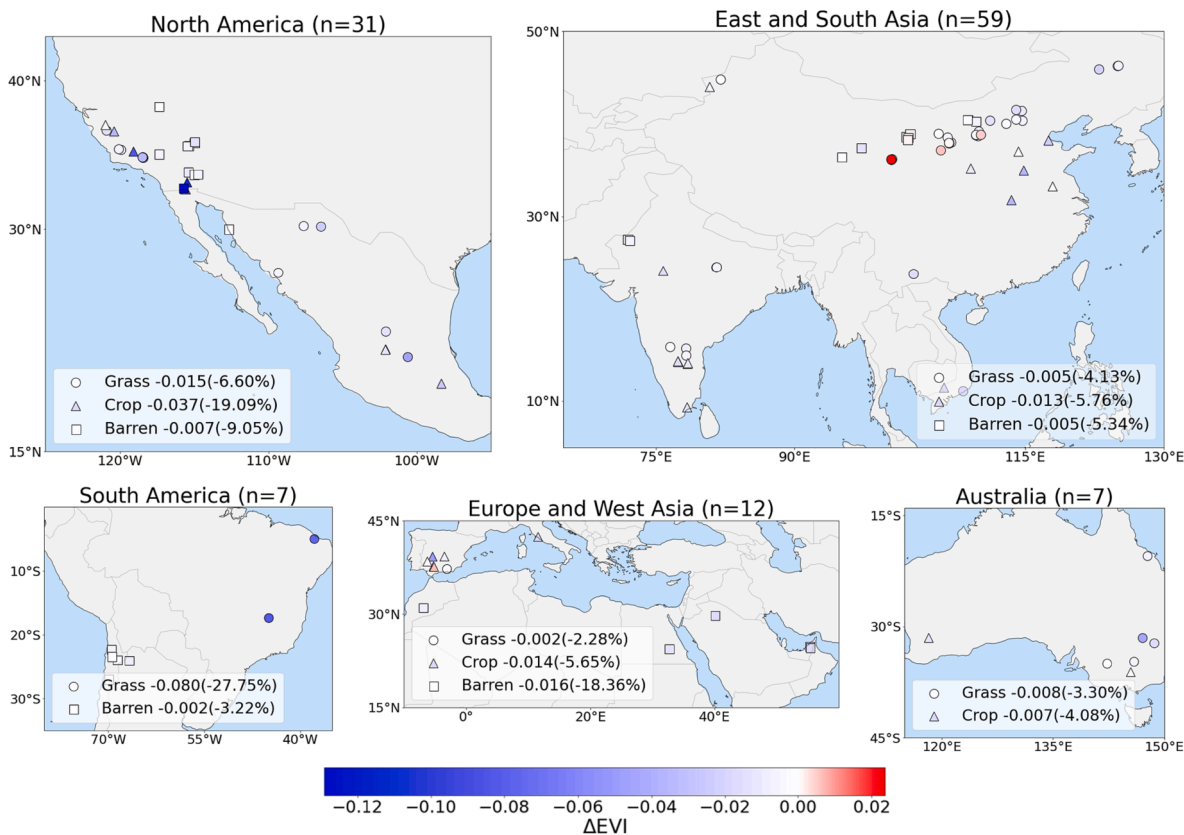 North America (n=31)
East and South Asia (n=59)
50°N
40°N
30°N
30°N
10°N
15°N
Grass -0.015(-6.60%)
Crop -0.037(-19.09%)
Barren -0.007(-9.05%)
Grass -0.005(-4.13%)
Crop -0.013(-5.76%)
Barren -0.005(-5.34%)
120°W 110°W 100°W
75°E 90°E 115°E 130°E
South America (n=7)
Europe and West Asia (n=12)
Australia (n=7)
10°S
20°S
30°S
Grass -0.080(-27.75%)
Barren -0.002(-3.22%)
70°W 55°W 40°W
45°N
30°N
15°N
Grass -0.002(-2.28%)
Crop -0.014(-5.65%)
Barren -0.016(-18.36%)
0° 20°E 40°E
15°S
30°S
45°S
Grass -0.008(-3.30%)
Crop -0.007(-4.08%)
120°E 135°E 150°E
−0.12 −0.10 −0.08 −0.06 −0.04 −0.02 0.00 0.02
ΔEVI